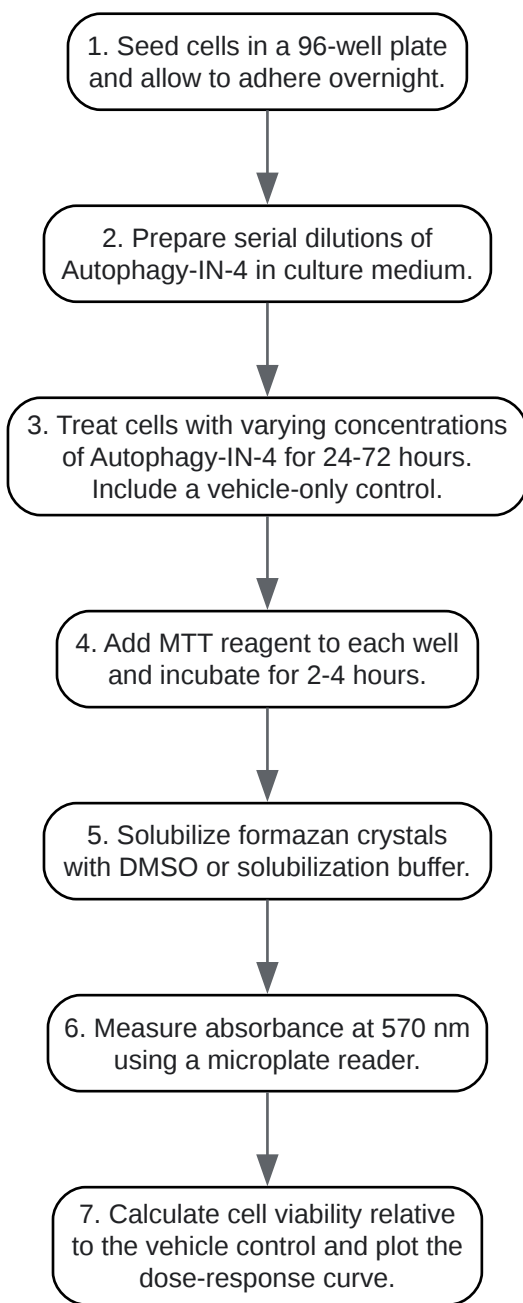 1. Seed cells in a 96-well plate
and allow to adhere overnight.
2. Prepare serial dilutions of
Autophagy-IN-4 in culture medium.
3. Treat cells with varying concentrations
of Autophagy-IN-4 for 24-72 hours.
Include a vehicle-only control.
4. Add MTT reagent to each well
and incubate for 2-4 hours.
5. Solubilize formazan crystals
with DMSO or solubilization buffer.
6. Measure absorbance at 570 nm
using a microplate reader.
7. Calculate cell viability relative
to the vehicle control and plot the
dose-response curve.